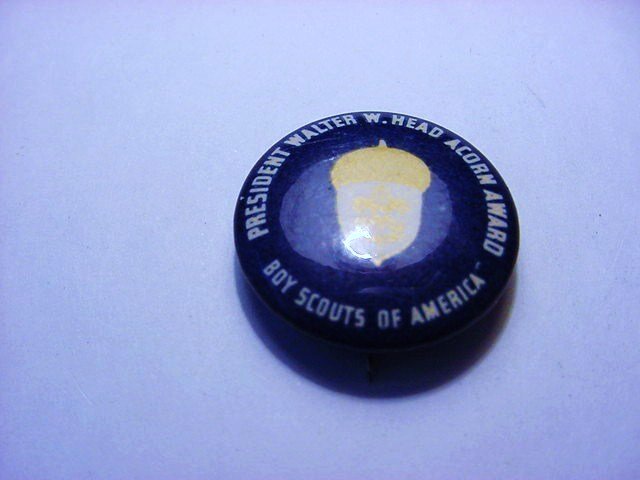 PRESIDENT WALTER W. HEAD ACORN AWARD
BOY SCOUTS OF AMERICA